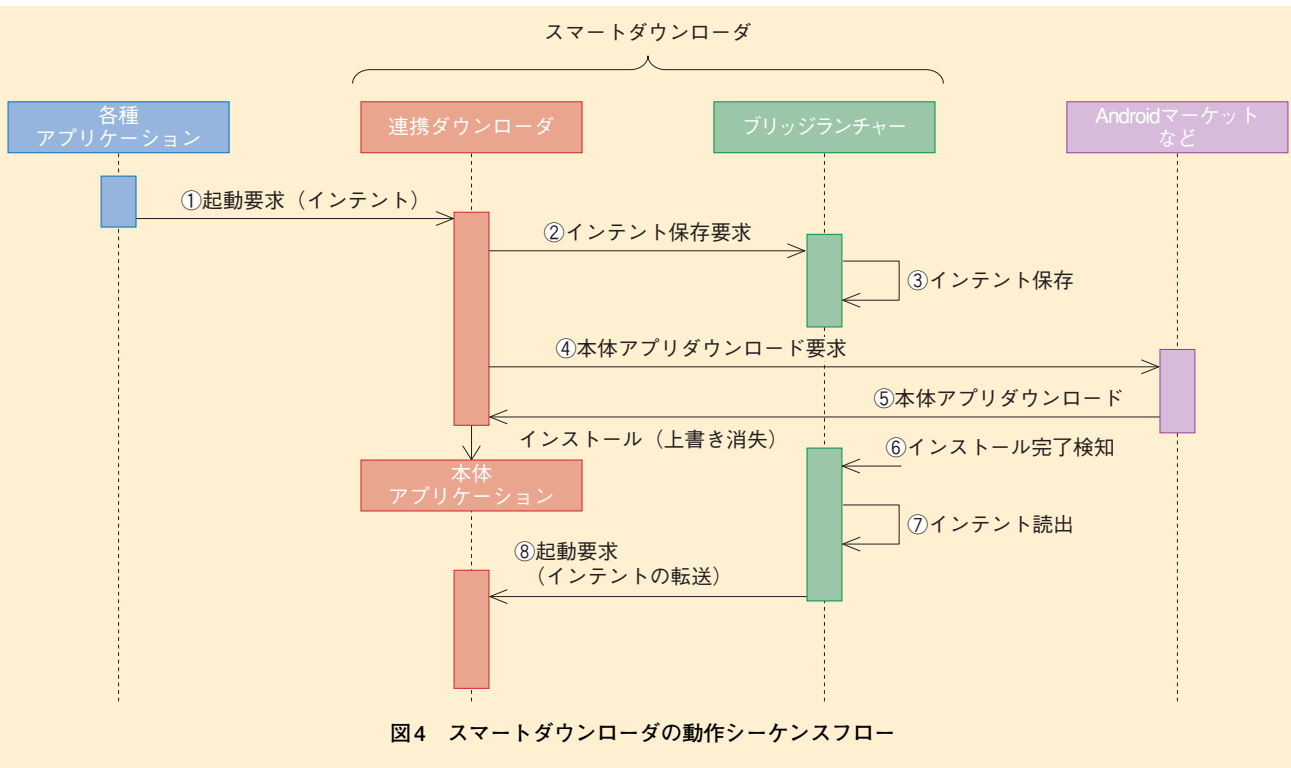 スマートダウンローダ
各種
アプリケーション
連携ダウンローダ
ブリッジランチャー
Androidマーケット
など
①起動要求（インテント）
②インテント保存要求
③インテント保存
④本体アプリダウンロード要求
⑤本体アプリダウンロード
インストール（上書き消失）
⑥インストール完了検知
本体
アプリケーション
⑦インテント読出
⑧起動要求
（インテントの転送）
図4　スマートダウンローダの動作シーケンスフロー